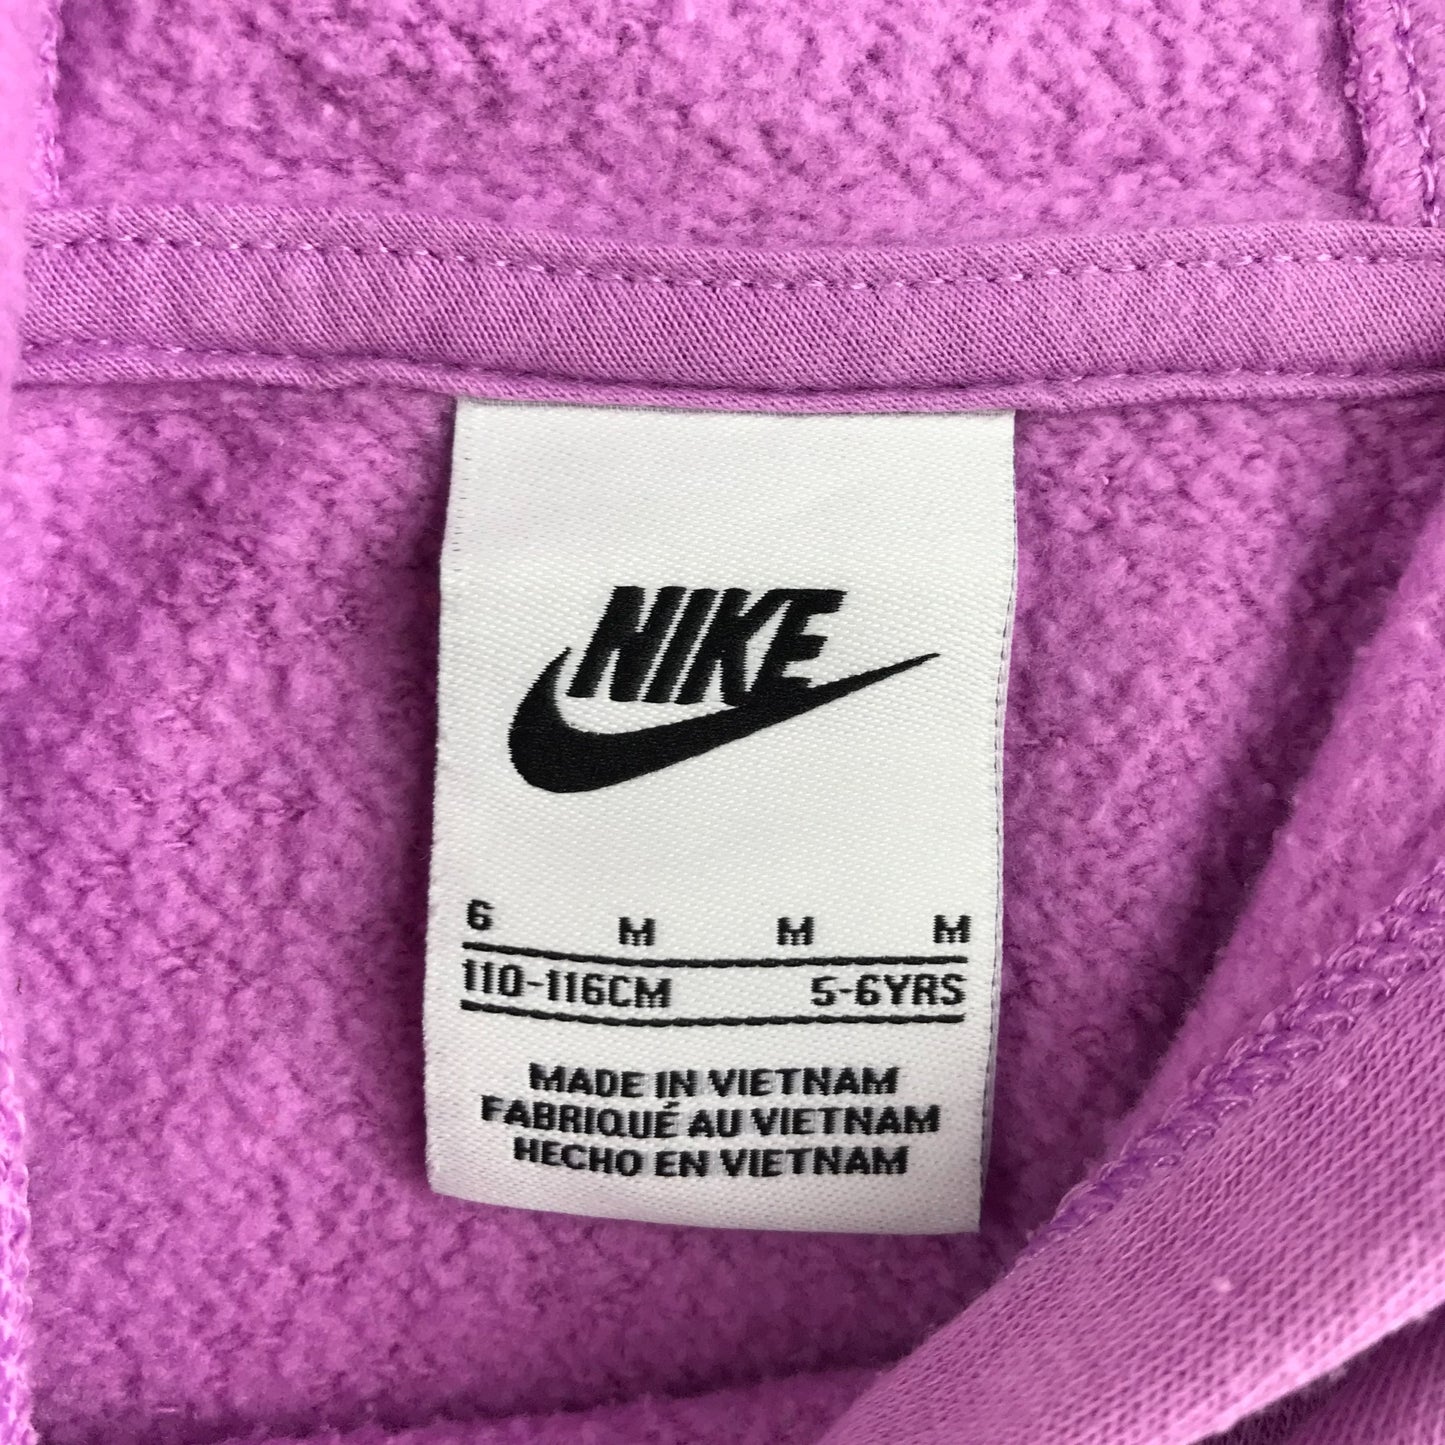 NIKE
6 M M M
110-116CM 5-6YRS
MADE IN VIETNAM
FABRIQUÉ AU VIETNAM
HECHO EN VIETNAM